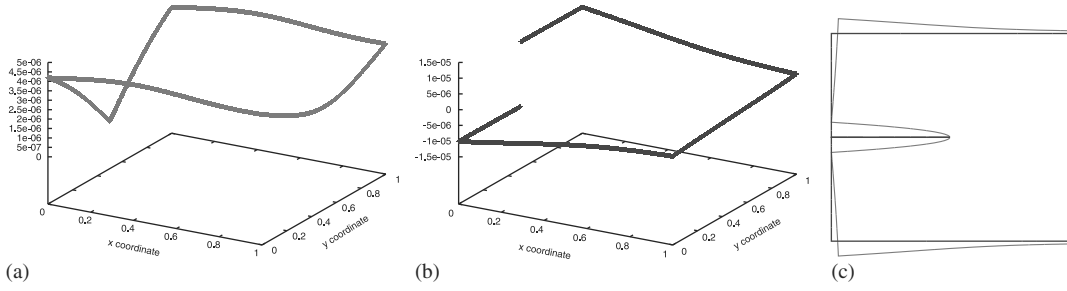 5e-06
4.5e-06
4e-06
3.5e-06
3e-06
2.5e-06
2e-06
1.5e-06
1e-06
5e-07
0
0
0.2
0.4
0.6
0.8
1
x coordinate
0
0.2
0.4
0.6
0.8
1
y coordinate
(a)
1.5e-05
1e-05
5e-06
0
-5e-06
-1e-05
-1.5e-05
0
0.2
0.4
0.6
0.8
1
x coordinate
0
0.2
0.4
0.6
0.8
1
y coordinate
(b)
(c)